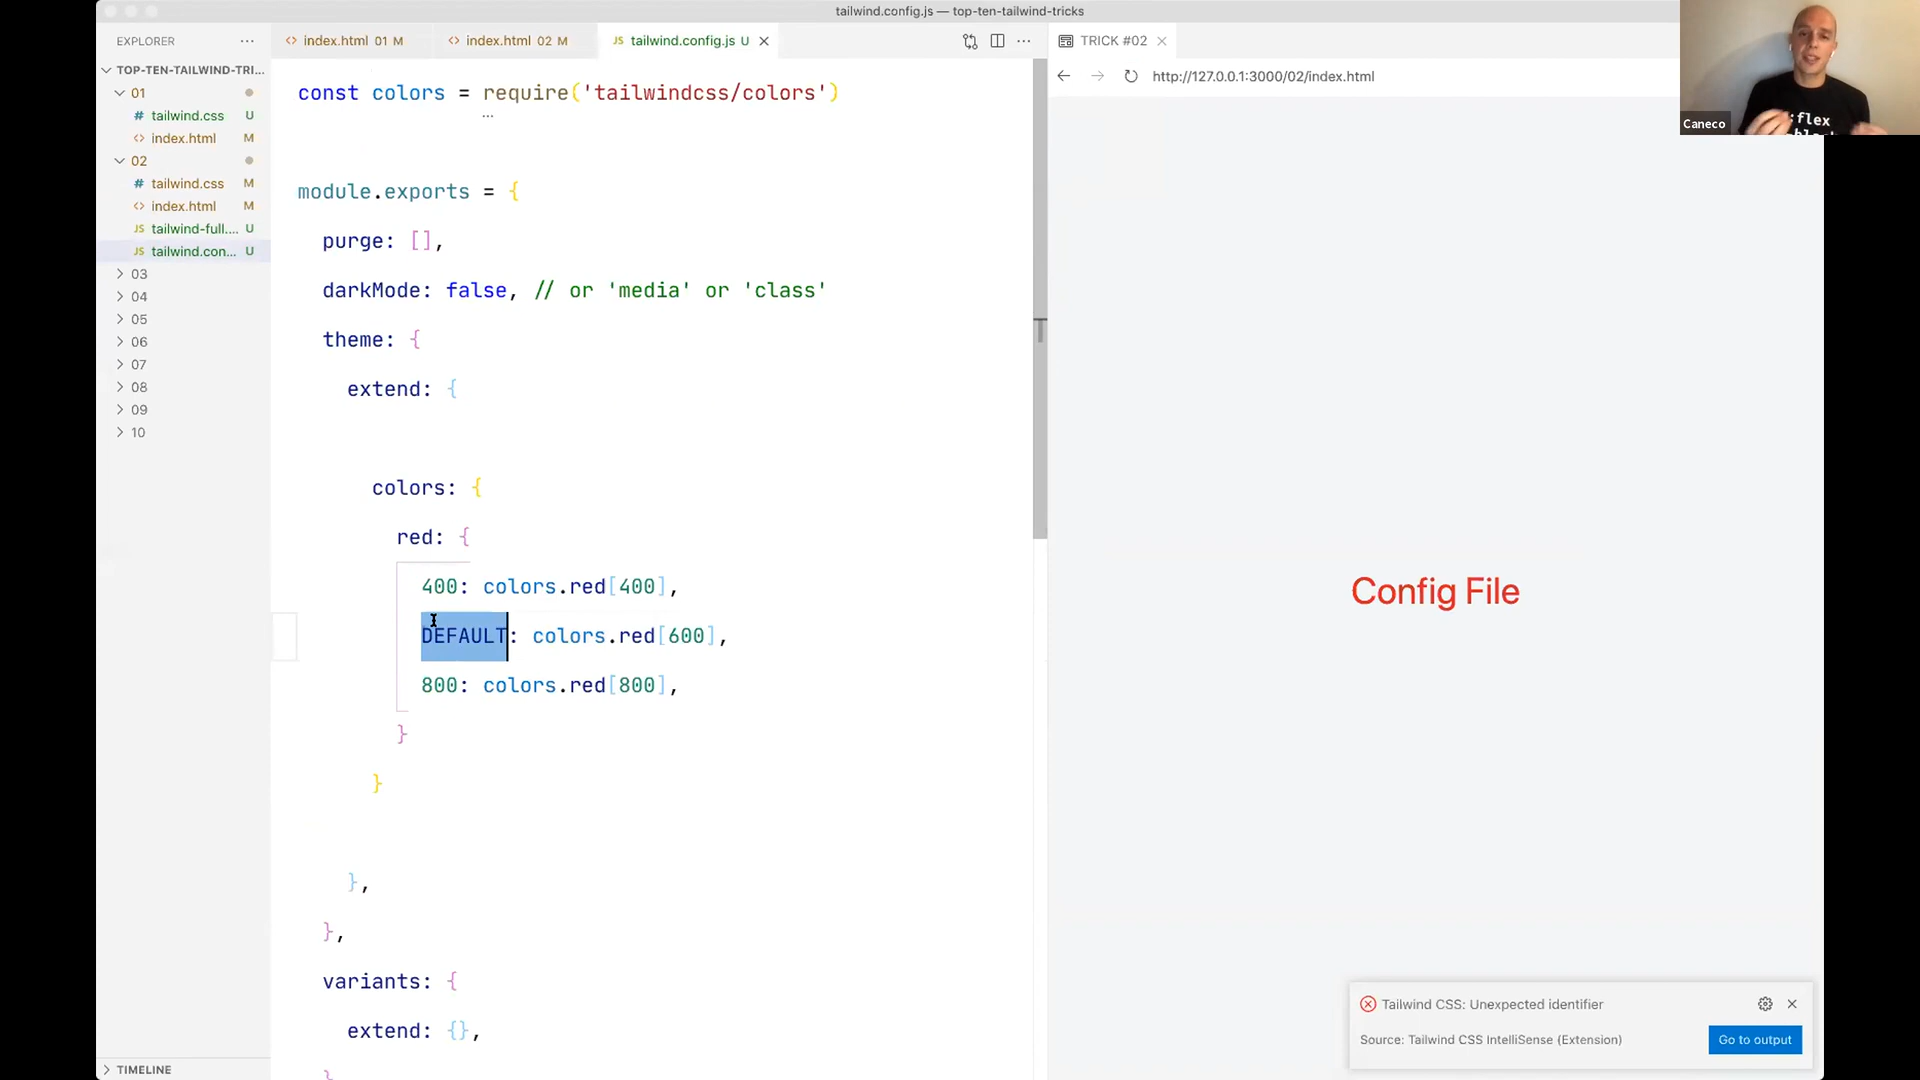 tailwind.config.js — top-ten-tailwind-tricks
EXPLORER
TOP-TEN-TAILWIND-TRI...
01
# tailwind.css U
<> index.html M
02
# tailwind.css M
<> index.html M
JS tailwind-full.... U
JS tailwind.con... U
03
04
05
06
07
08
09
10
TIMELINE
<> index.html 01 M
<> index.html 02 M
JS tailwind.config.js U
const colors = require('tailwindcss/colors')
module.exports = {
purge: [],
darkMode: false, // or 'media' or 'class'
theme: {
extend: {
colors: {
red: {
400: colors.red[400],
DEFAULT: colors.red[600],
800: colors.red[800],
}
}
},
},
variants: {
extend: {},
}
TRICK #02
http://127.0.0.1:3000/02/index.html
Config File
Tailwind CSS: Unexpected identifier
Source: Tailwind CSS IntelliSense (Extension)
Go to output
Caneco
:flex